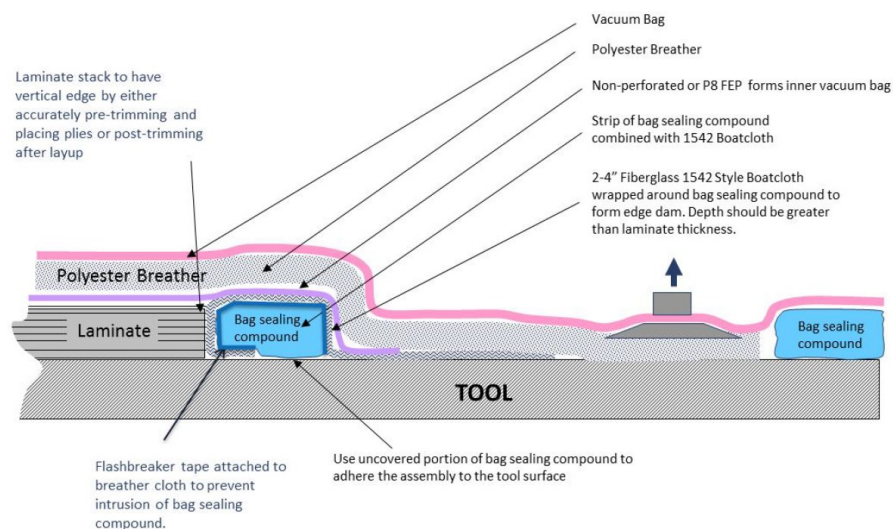 Vacuum Bag
Polyester Breather
Non-perforated or P8 FEP forms inner vacuum bag
Strip of bag sealing compound
combined with 1542 Boatcloth
2-4" Fiberglass 1542 Style Boatcloth
wrapped around bag sealing compound to
form edge dam. Depth should be greater
than laminate thickness.
Laminate stack to have
vertical edge by either
accurately pre-trimming and
placing plies or post-trimming
after layup
Polyester Breather
Laminate
Bag sealing
compound
Bag sealing
compound
TOOL
Flashbreaker tape attached to
breather cloth to prevent
intrusion of bag sealing
compound.
Use uncovered portion of bag sealing compound to
adhere the assembly to the tool surface